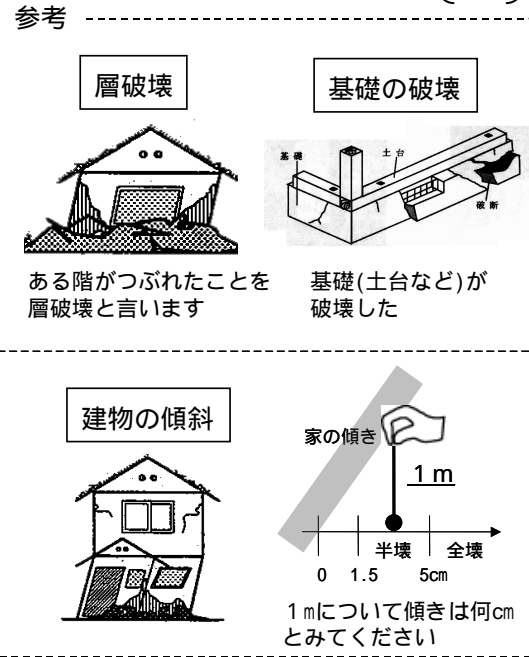 参考
層破壊
基礎の破壊
基礎
土台
破断
ある階がつぶれたことを
層破壊と言います
基礎(土台など)が
破壊した
建物の傾斜
家の傾き
1m
半壊
全壊
0 1.5 5cm
1mについて傾きは何cm
とみてください